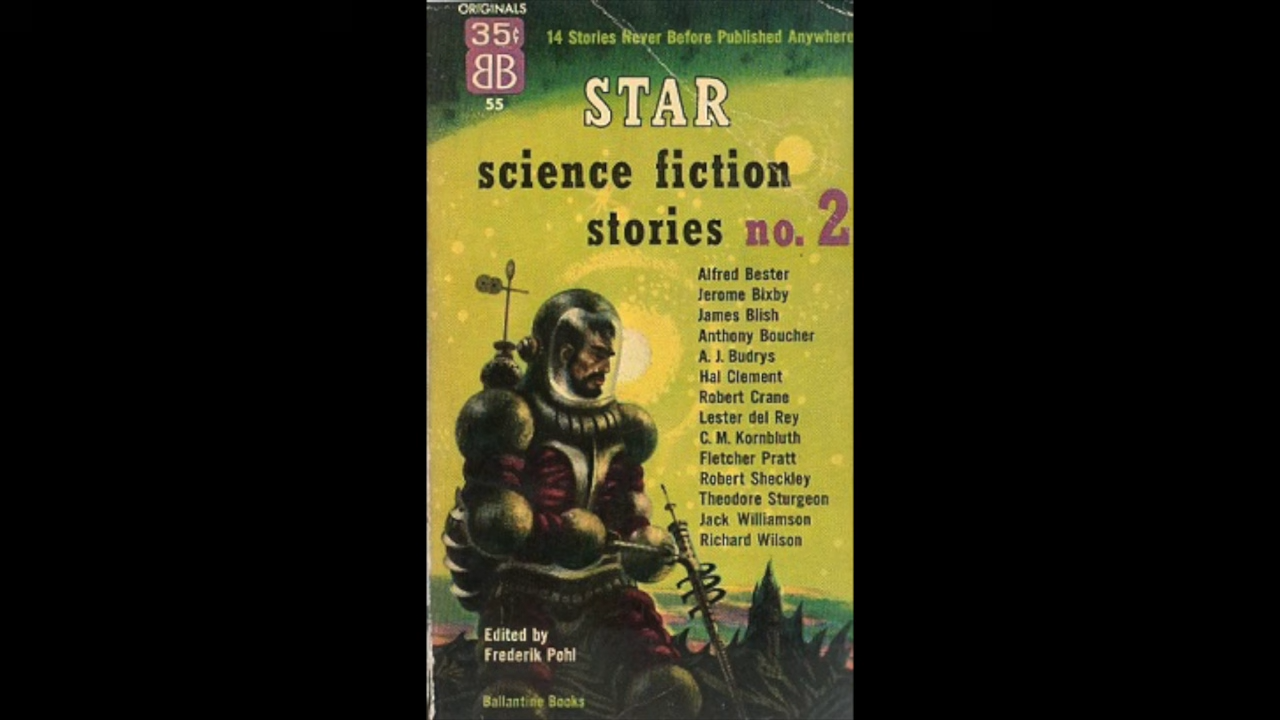 ORIGINALS
35¢
BB
55
14 Stories Never Before Published Anywhere
STAR
science fiction
stories no. 2
Alfred Bester
Jerome Bixby
James Blish
Anthony Boucher
A. J. Budrys
Hal Clement
Robert Crane
Lester del Rey
C. M. Kornbluth
Fletcher Pratt
Robert Sheckley
Theodore Sturgeon
Jack Williamson
Richard Wilson
Edited by
Frederik Pohl
Ballantine Books